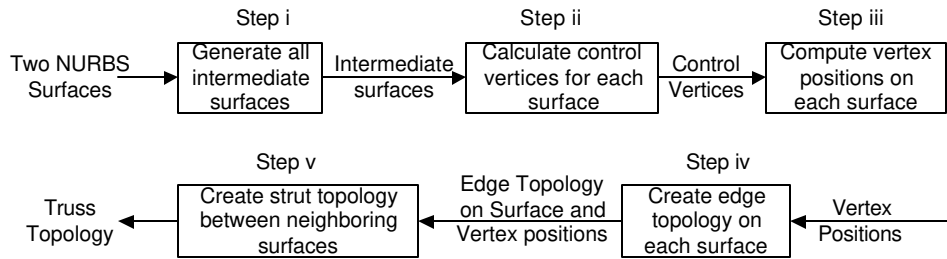 Step i
Step ii
Step iii
Two NURBS
Surfaces
Generate all
intermediate
surfaces
Intermediate
surfaces
Calculate control
vertices for each
surface
Control
Vertices
Compute vertex
positions on
each surface
Step v
Step iv
Truss
Topology
Create strut topology
between neighboring
surfaces
Edge Topology
on Surface and
Vertex positions
Create edge
topology on
each surface
Vertex
Positions